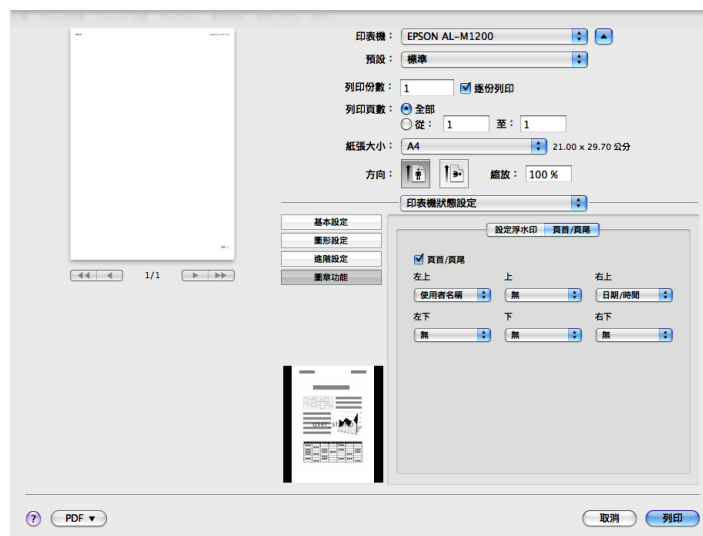 印表機： EPSON AL-M1200
預設： 標準
列印份數： 1 逐份列印
列印頁數： 全部
從： 1 至： 1
紙張大小： A4 21.00 x 29.70 公分
方向： 縮放： 100 %
印表機狀態設定
基本設定
圖形設定
進階設定
圖章功能
設定浮水印 頁首/頁尾
頁首/頁尾
左上 上 右上
使用者名稱 無 日期/時間
左下 下 右下
無 無 無
1/1
? PDF ▼ 取消 列印